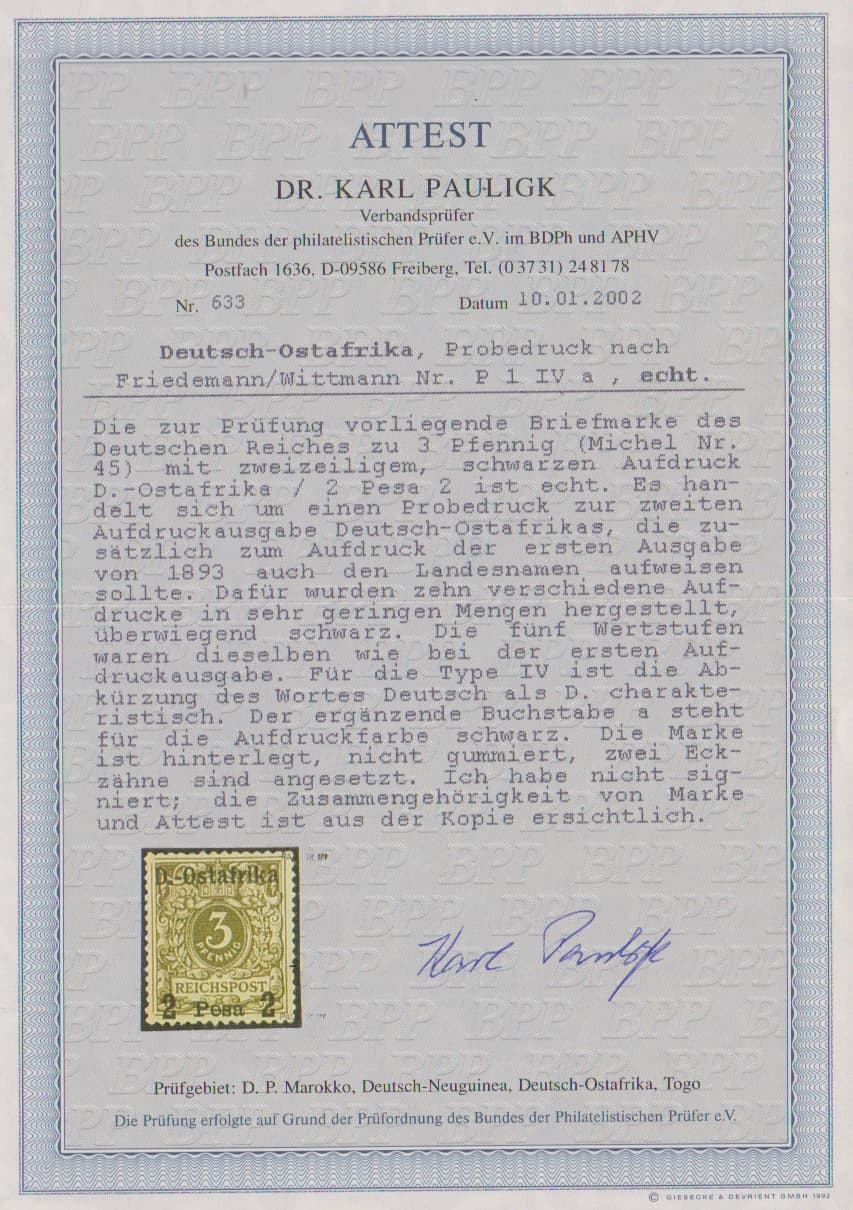 ATTEST
DR. KARL PAULIGK
Verbandsprüfer
des Bundes der philatelistischen Prüfer e.V. im BDPh und APHV
Postfach 1636, D-09586 Freiberg, Tel. (0 37 31) 24 81 78
Nr. 633 Datum 10.01.2002
Deutsch-Ostafrika, Probedruck nach
Friedemann/Wittmann Nr. P 1 IV a , echt.
Die zur Prüfung vorliegende Briefmarke des
Deutschen Reiches zu 3 Pfennig (Michel Nr.
45) mit zweizeiligem, schwarzen Aufdruck
D.-Ostafrika / 2 Pesa 2 ist echt. Es han-
delt sich um einen Probedruck zur zweiten
Aufdruckausgabe Deutsch-Ostafrikas, die zu-
sätzlich zum Aufdruck der ersten Ausgabe
von 1893 auch den Landesnamen aufweisen
sollte. Dafür wurden zehn verschiedene Auf-
drucke in sehr geringen Mengen hergestellt,
überwiegend schwarz. Die fünf Wertstufen
waren dieselben wie bei der ersten Auf-
druckausgabe. Für die Type IV ist die Ab-
kürzung des Wortes Deutsch als D. charakte-
ristisch. Der ergänzende Buchstabe a steht
für die Aufdruckfarbe schwarz. Die Marke
ist hinterlegt, nicht gummiert, zwei Eck-
zähne sind angesetzt. Ich habe nicht sig-
niert; die Zusammengehörigkeit von Marke
und Attest ist aus der Kopie ersichtlich.
D.-Ostafrika
3
PFENNIG
REICHSPOST
2 Pesa 2
Karl Pauligk
Prüfgebiet: D. P. Marokko, Deutsch-Neuguinea, Deutsch-Ostafrika, Togo
Die Prüfung erfolgte auf Grund der Prüfordnung des Bundes der Philatelistischen Prüfer e.V.
© GIESECKE & DEVRIENT GMBH 1992